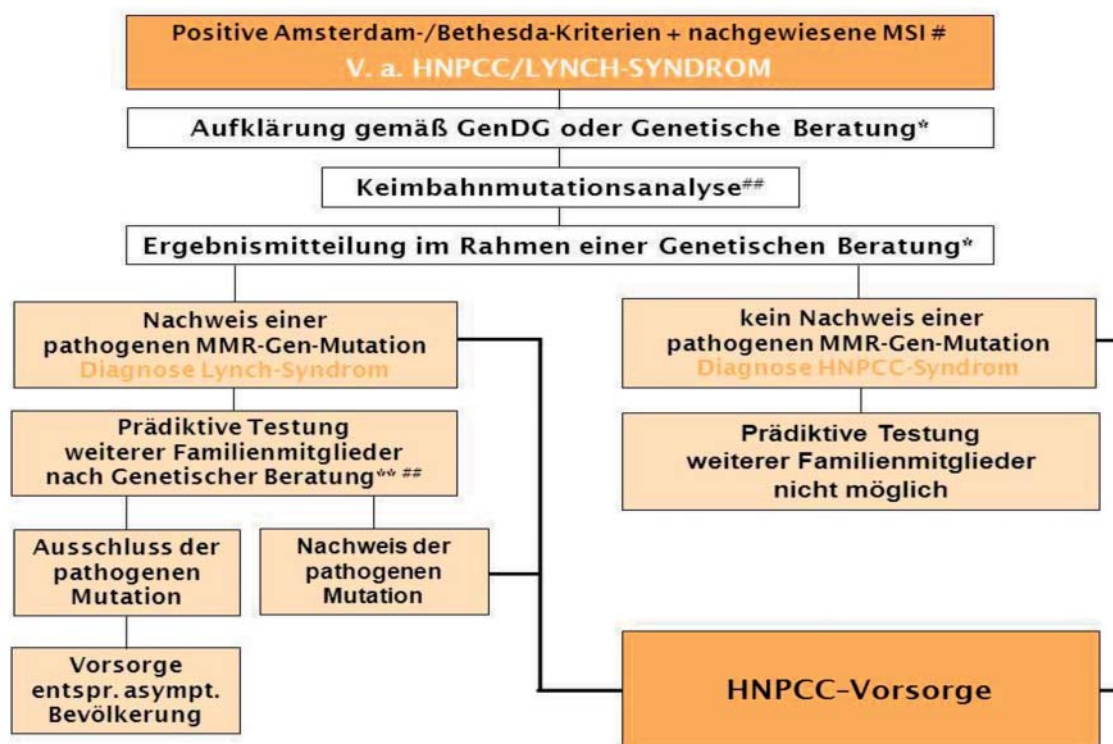 Positive Amsterdam-/Bethesda-Kriterien + nachgewiesene MSI #
V. a. HNPCC/LYNCH-SYNDROM
Aufklärung gemäß GenDG oder Genetische Beratung*
Keimbahnmutationsanalyse##
Ergebnismitteilung im Rahmen einer Genetischen Beratung*
Nachweis einer
pathogenen MMR-Gen-Mutation
Diagnose Lynch-Syndrom
kein Nachweis einer
pathogenen MMR-Gen-Mutation
Diagnose HNPCC-Syndrom
Prädiktive Testung
weiterer Familienmitglieder
nach Genetischer Beratung** ##
Prädiktive Testung
weiterer Familienmitglieder
nicht möglich
Ausschluss der
pathogenen
Mutation
Nachweis der
pathogenen
Mutation
Vorsorge
entspr. asympt.
Bevölkerung
HNPCC-Vorsorge